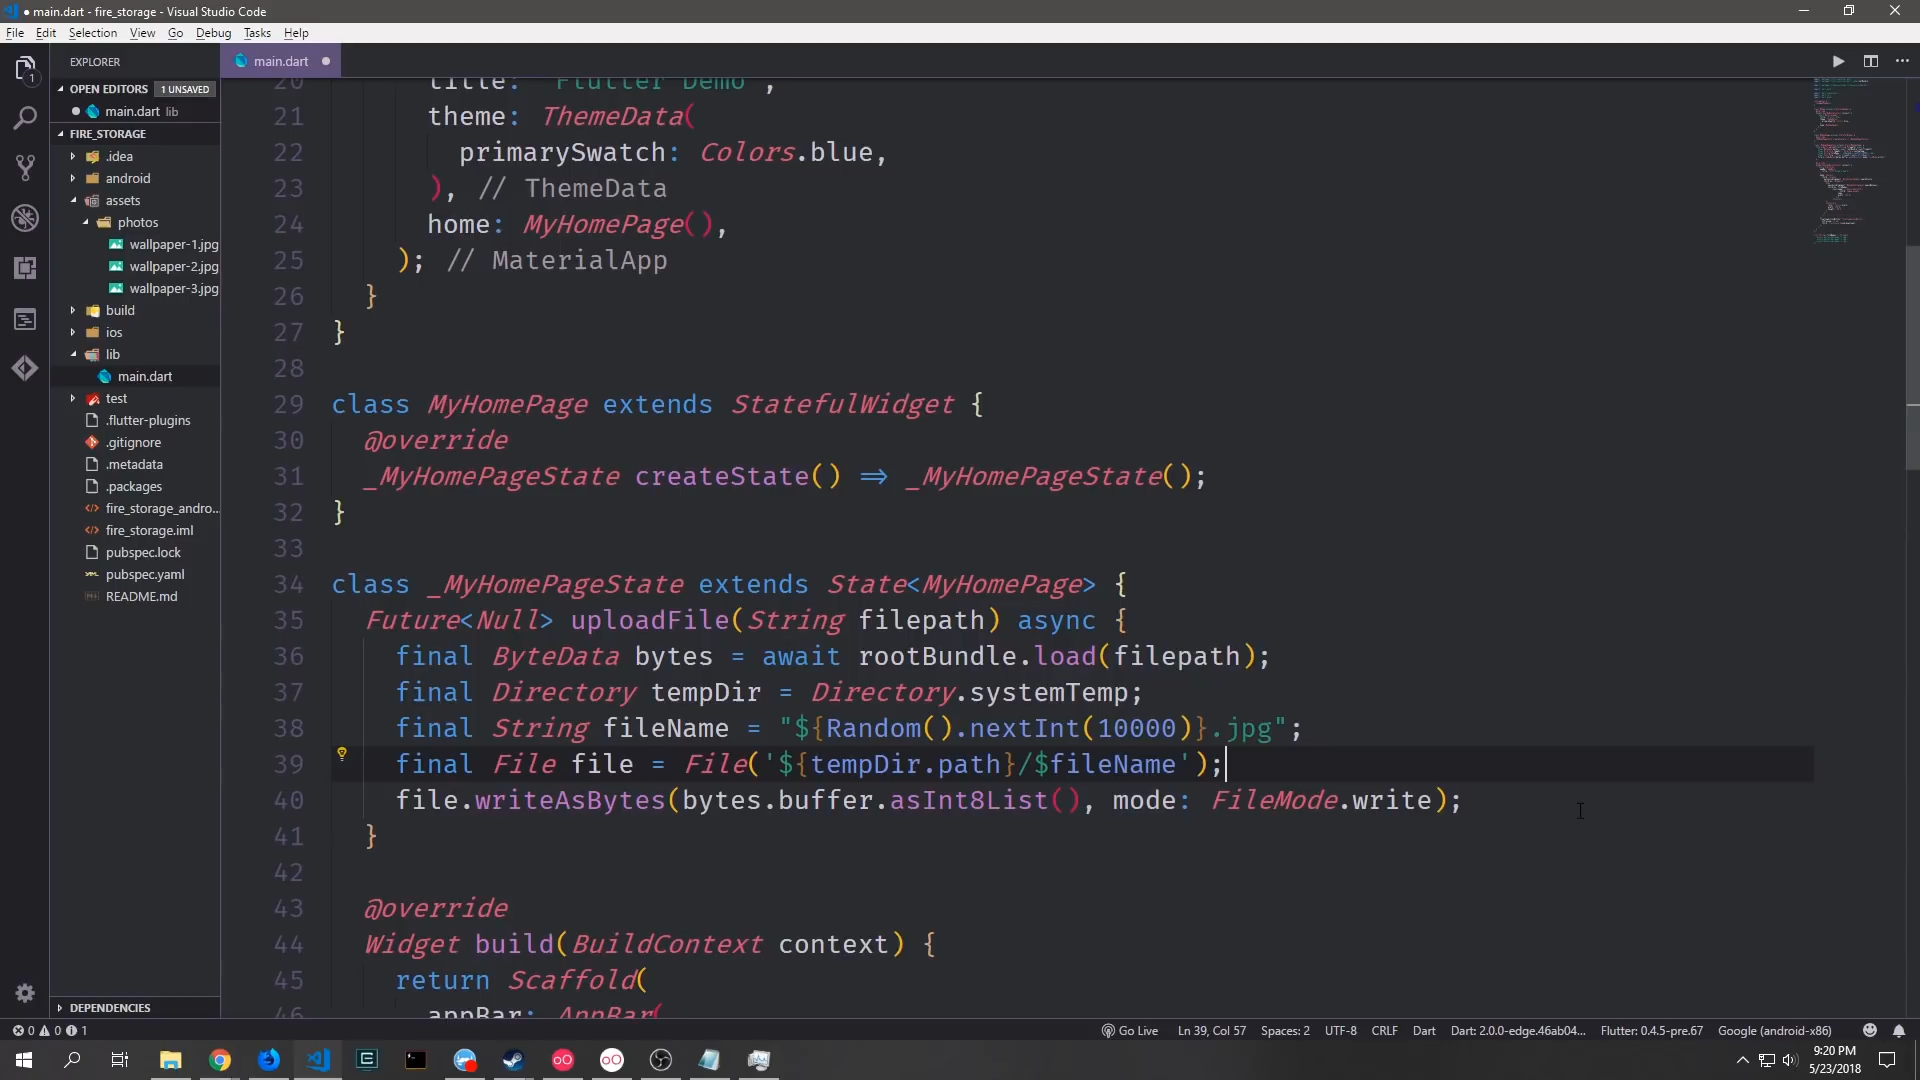 ● main.dart - fire_storage - Visual Studio Code
File Edit Selection View Go Debug Tasks Help
1
EXPLORER
main.dart
OPEN EDITORS 1 UNSAVED
main.dart lib
FIRE_STORAGE
.idea
android
assets
photos
wallpaper-1.jpg
wallpaper-2.jpg
wallpaper-3.jpg
build
ios
lib
main.dart
test
.flutter-plugins
.gitignore
.metadata
.packages
fire_storage_andro...
fire_storage.iml
pubspec.lock
pubspec.yaml
README.md
DEPENDENCIES
20 title: 'Flutter Demo',
21 theme: ThemeData(
22 primarySwatch: Colors.blue,
23 ), // ThemeData
24 home: MyHomePage(),
25 ); // MaterialApp
26 }
27 }
28
29 class MyHomePage extends StatefulWidget {
30 @override
31 _MyHomePageState createState() ⇒ _MyHomePageState();
32 }
33
34 class _MyHomePageState extends State<MyHomePage> {
35 Future<Null> uploadFile(String filepath) async {
36 final ByteData bytes = await rootBundle.load(filepath);
37 final Directory tempDir = Directory.systemTemp;
38 final String fileName = "${Random().nextInt(10000)}.jpg";
39 final File file = File('${tempDir.path}/$fileName');
40 file.writeAsBytes(bytes.buffer.asInt8List(), mode: FileMode.write);
41 }
42
43 @override
44 Widget build(BuildContext context) {
45 return Scaffold(
46 appBar: AppBar(
0 0 1
Go Live Ln 39, Col 57 Spaces: 2 UTF-8 CRLF Dart Dart: 2.0.0-edge.46ab04... Flutter: 0.4.5-pre.67 Google (android-x86)
9:20 PM
5/23/2018